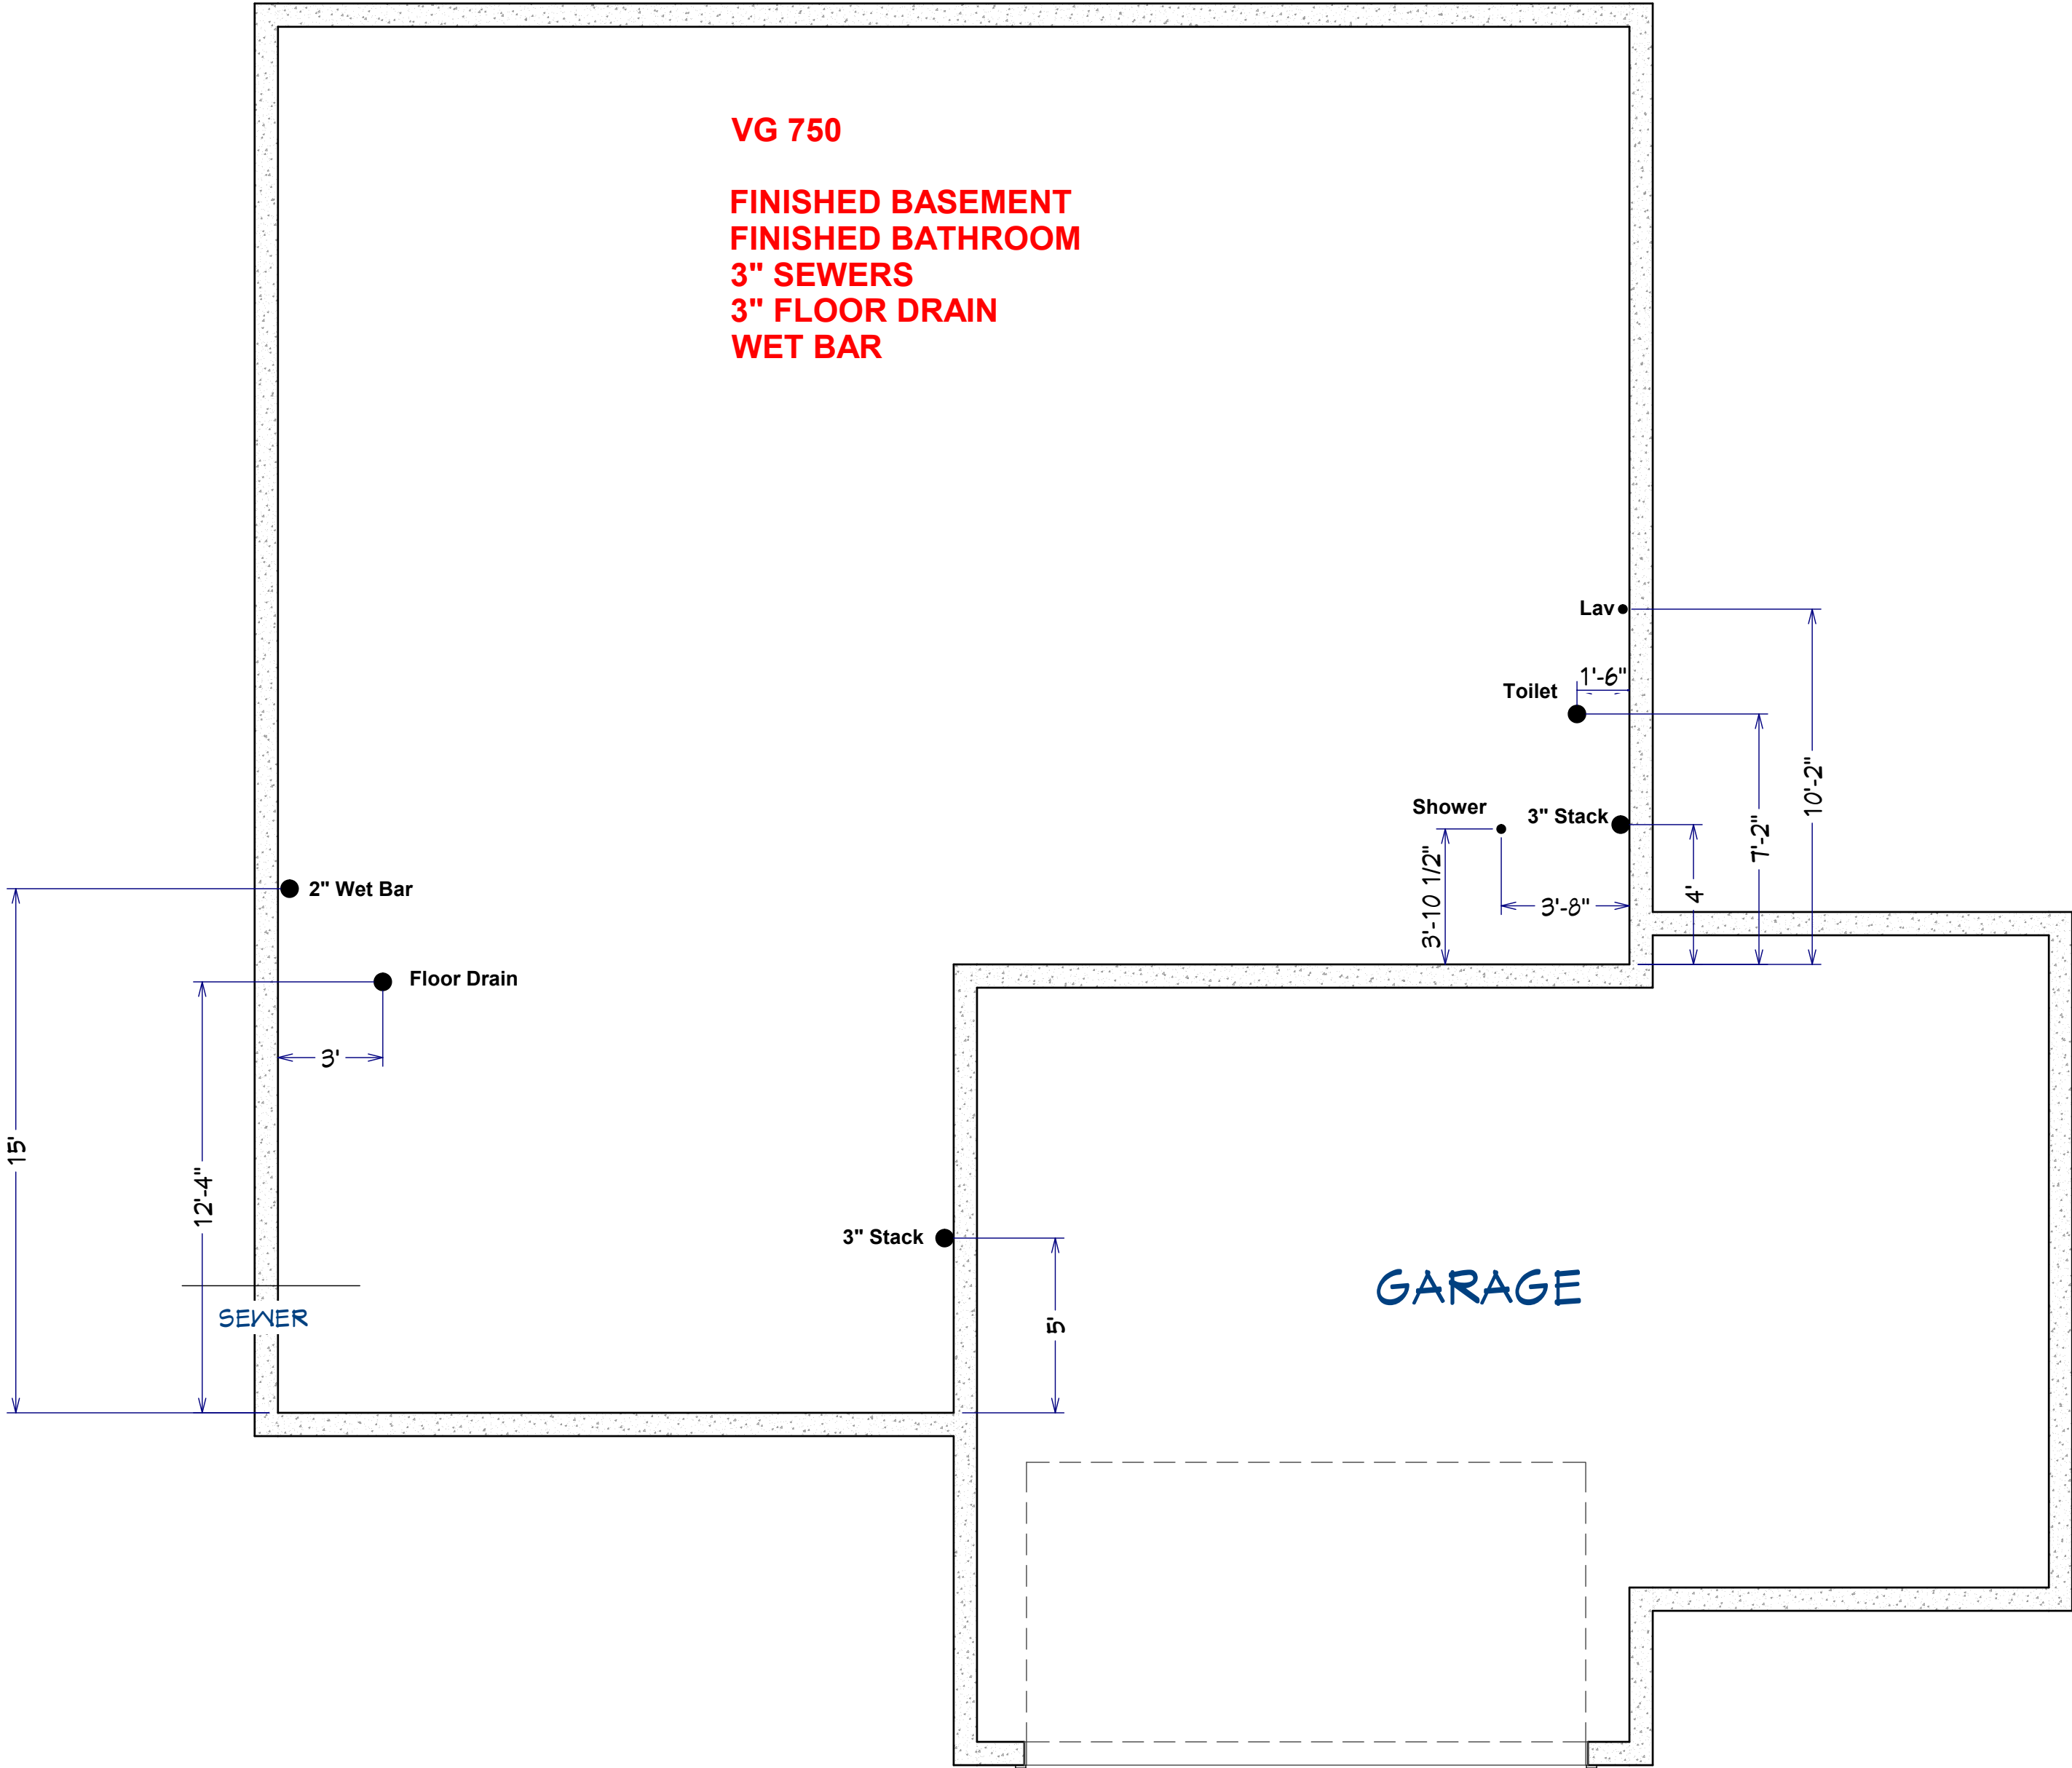 VG 750
FINISHED BASEMENT
FINISHED BATHROOM
3" SEWERS
3" FLOOR DRAIN
WET BAR
Lav
1'-6"
Toilet
10'-2"
7'-2"
Shower
3" Stack
3'-10 1/2"
3'-8"
4'
2" Wet Bar
Floor Drain
3'
15'
12'-4"
3" Stack
5'
GARAGE
SEWER